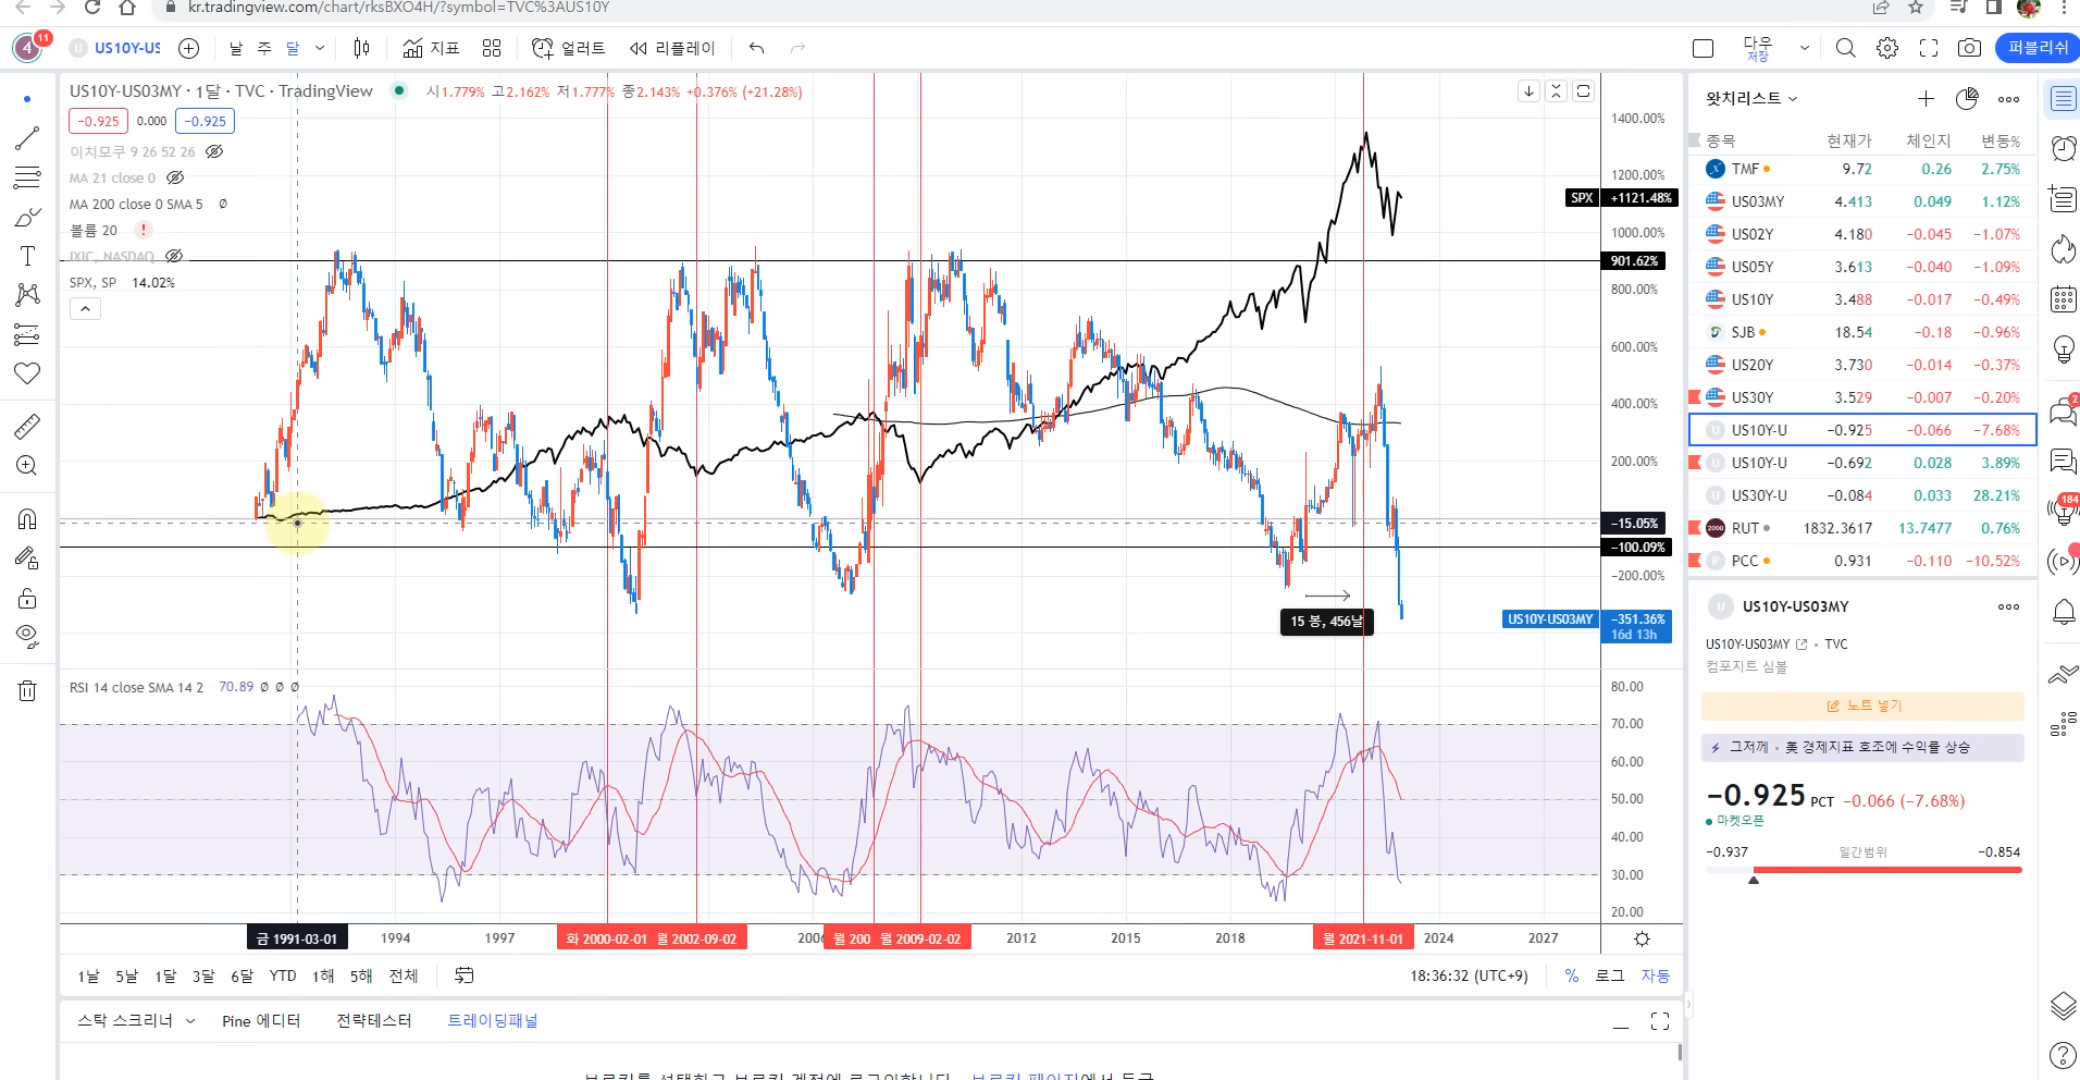 kr.tradingview.com/chart/rksBXO4H/?symbol=TVC%3AUS10Y
4 11 US10Y-US 날 주 달 지표 얼러트 리플레이 다우 저장 퍼블리쉬
US10Y-US03MY · 1달 · TVC · TradingView 시1.779% 고2.162% 저1.777% 종2.143% +0.376% (+21.28%)
−0.925 0.000 −0.925
이치모쿠 9 26 52 26
MA 21 close 0
MA 200 close 0 SMA 5
볼륨 20 !
IXIC, NASDAQ
SPX, SP 14.02%
1400.00%
1200.00%
SPX +1121.48%
1000.00%
901.62%
800.00%
600.00%
400.00%
200.00%
−15.05%
−100.09%
−200.00%
US10Y-US03MY −351.36%
16d 13h
15 봉, 456날
RSI 14 close SMA 14 2 70.89
80.00
70.00
60.00
50.00
40.00
30.00
20.00
금 1991-03-01 1994 1997 화 2000-02-01 월 2002-09-02 2006 월 200 월 2009-02-02 2012 2015 2018 월 2021-11-01 2024 2027
1날 5날 1달 3달 6달 YTD 1해 5해 전체 18:36:32 (UTC+9) % 로그 자동
스탁 스크리너 Pine 에디터 전략테스터 트레이딩패널
왓치리스트
종목 현재가 체인지 변동%
TMF 9.72 0.26 2.75%
US03MY 4.413 0.049 1.12%
US02Y 4.180 −0.045 −1.07%
US05Y 3.613 −0.040 −1.09%
US10Y 3.488 −0.017 −0.49%
SJB 18.54 −0.18 −0.96%
US20Y 3.730 −0.014 −0.37%
US30Y 3.529 −0.007 −0.20%
US10Y-U −0.925 −0.066 −7.68%
US10Y-U −0.692 0.028 3.89%
US30Y-U −0.084 0.033 28.21%
2000 RUT 1832.3617 13.7477 0.76%
PCC 0.931 −0.110 −10.52%
US10Y-US03MY
US10Y-US03MY · TVC
컴포지트 심볼
노트 넣기
그저께 · 美 경제지표 호조에 수익률 상승
−0.925 PCT −0.066 (−7.68%)
마켓오픈
−0.937 일간범위 −0.854
2
184